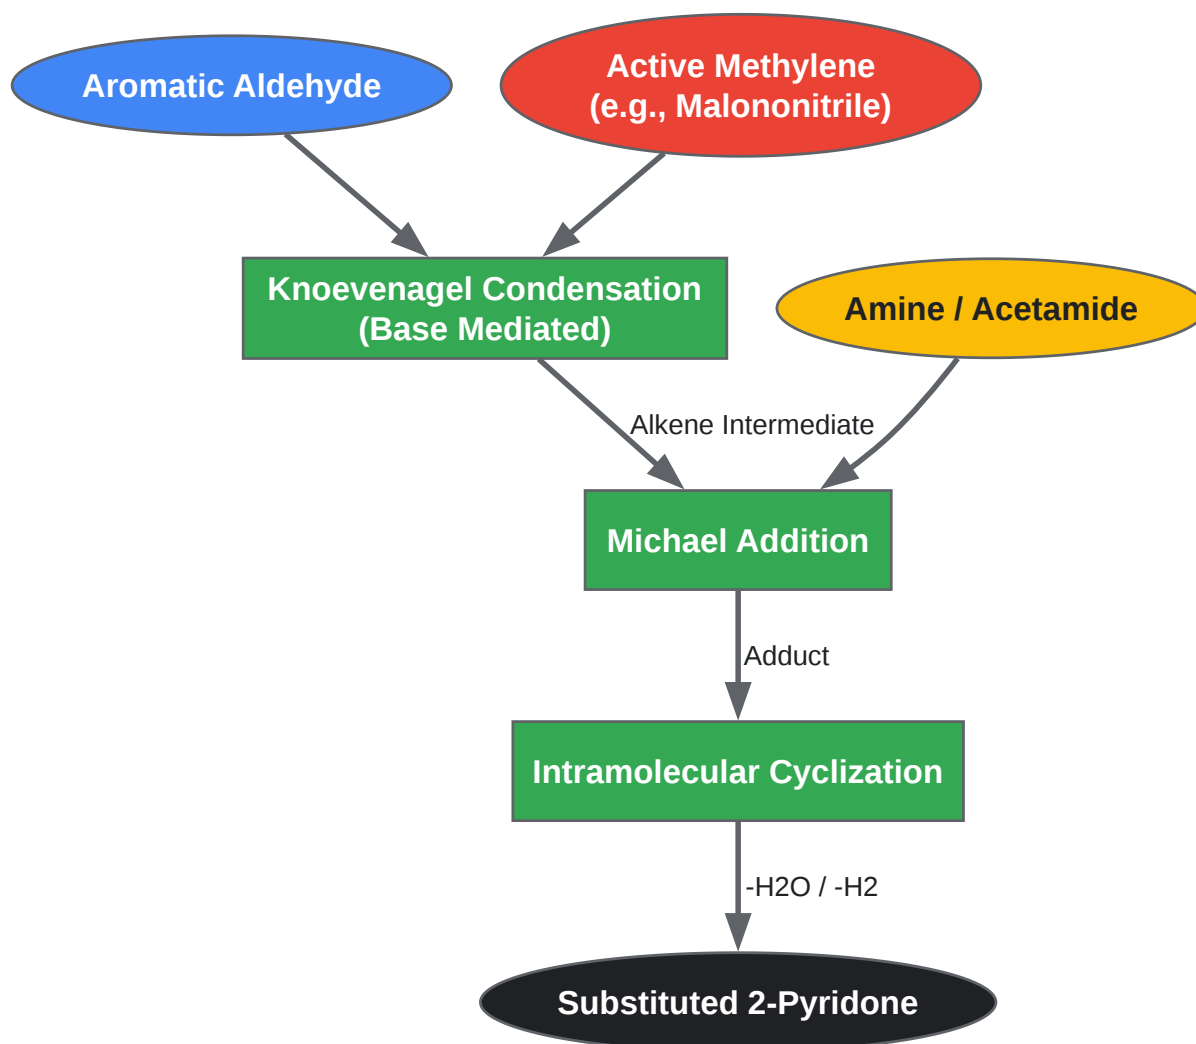 Aromatic Aldehyde
Active Methylene
(e.g., Malononitrile)
Knoevenagel Condensation
(Base Mediated)
Amine / Acetamide
Alkene Intermediate
Michael Addition
Adduct
Intramolecular Cyclization
-H2O / -H2
Substituted 2-Pyridone